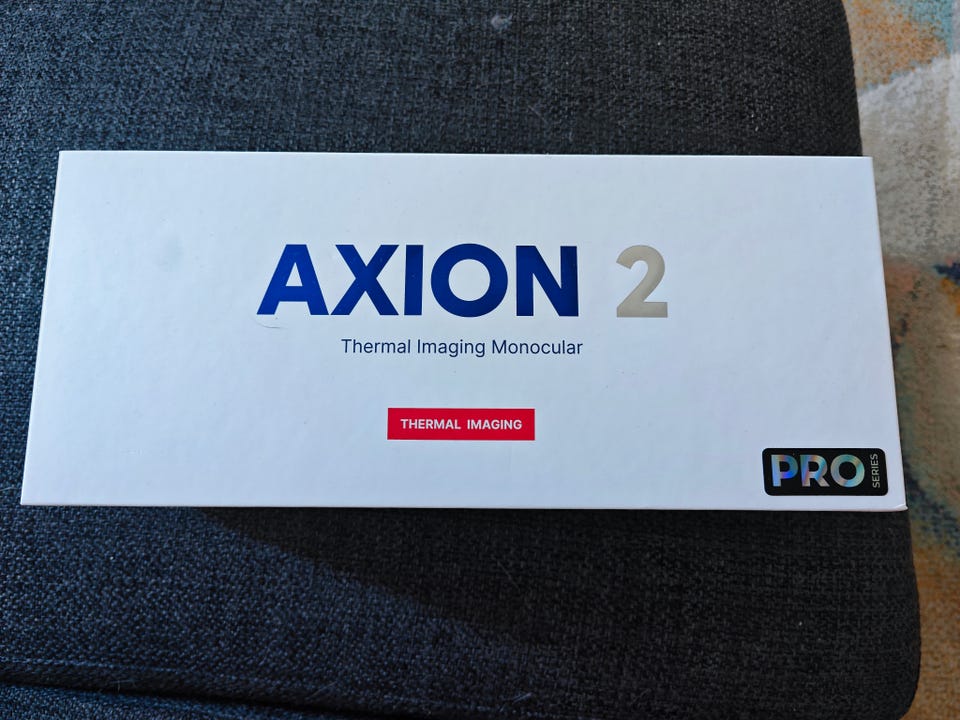 AXION 2
Thermal Imaging Monocular
THERMAL IMAGING
PRO SERIES